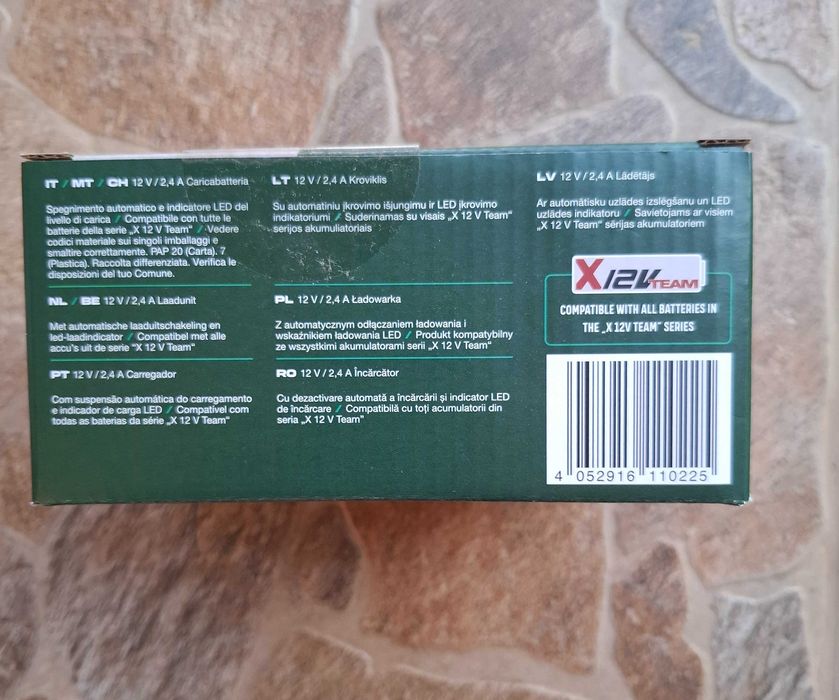 IT / MT / CH 12 V / 2,4 A Caricabatteria
Spegnimento automatico e indicatore LED del
livello di carica / Compatibile con tutte le
batterie della serie „X 12 V Team“ / Vedere
codici materiale sui singoli imballaggi e
smaltire correttamente. PAP 20 (Carta). 7
(Plastica). Raccolta differenziata. Verifica le
disposizioni del tuo Comune.
NL / BE 12 V / 2,4 A Laadunit
Met automatische laaduitschakeling en
led-laadindicator / Compatibel met alle
accu's uit de serie “X 12 V Team”
PT 12 V / 2,4 A Carregador
Com suspensão automática do carregamento
e indicador de carga LED / Compatível com
todas as baterias da série „X 12 V Team“
LT 12 V / 2,4 A Kroviklis
Su automatiniu įkrovimo išjungimu ir LED įkrovimo
indikatoriumi / Suderinamas su visais „X 12 V Team“
serijos akumuliatoriais
PL 12 V / 2,4 A Ładowarka
Z automatycznym odłączaniem ładowania i
wskaźnikiem ładowania LED / Produkt kompatybilny
ze wszystkimi akumulatorami serii „X 12 V Team“
RO 12 V / 2,4 A Încărcător
Cu dezactivare automată a încărcării și indicator LED
de încărcare / Compatibilă cu toți acumulatorii din
seria „X 12 V Team“
LV 12 V / 2,4 A Lādētājs
Ar automātisku uzlādes izslēgšanu un LED
uzlādes indikatoru / Savietojams ar visiem
„X 12 V Team“ sērijas akumulatoriem
X12V TEAM
COMPATIBLE WITH ALL BATTERIES IN
THE „X 12V TEAM“ SERIES
4 052916 110225